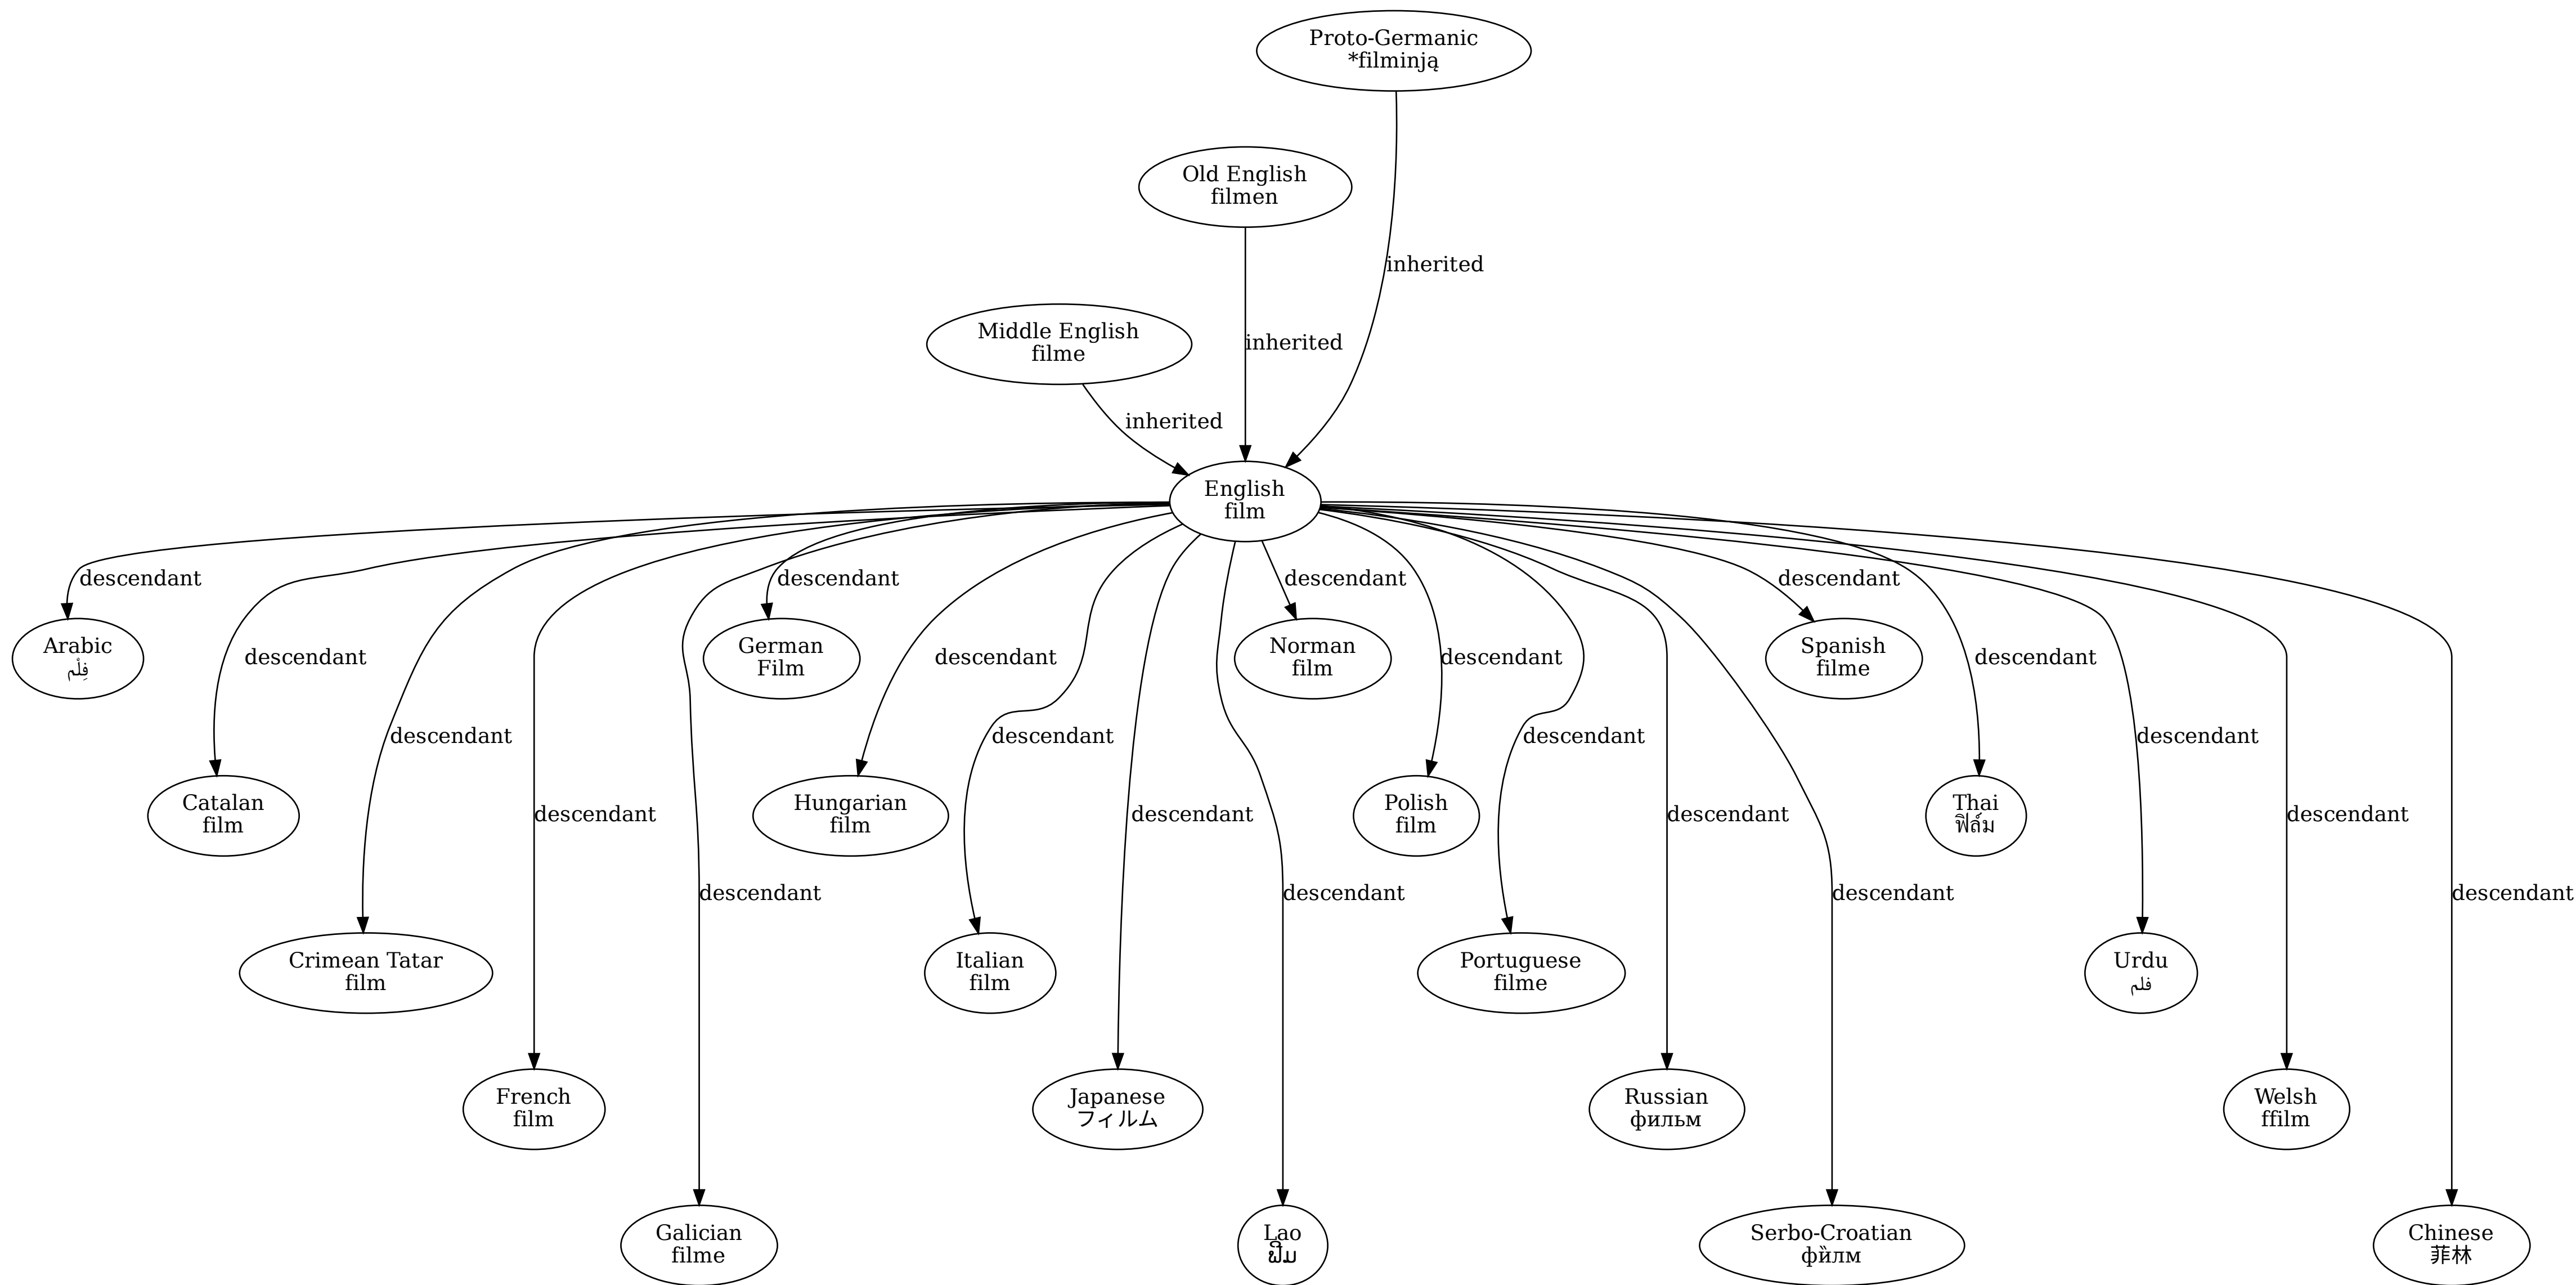 Proto-Germanic
*filminją
Old English
filmen
inherited
Middle English
filme
inherited
inherited
English
film
descendant
descendant
descendant
descendant
Arabic
فِلْم
German
Film
Norman
film
Spanish
filme
descendant
descendant
descendant
descendant
descendant
descendant
descendant
descendant
descendant
Catalan
film
Hungarian
film
Polish
film
Thai
ฟิล์ม
descendant
descendant
descendant
descendant
descendant
descendant
descendant
descendant
Crimean Tatar
film
Italian
film
Portuguese
filme
Urdu
فلم
French
film
Japanese
フィルム
Russian
фильм
Welsh
ffilm
Galician
filme
Lao
ຟິມ
Serbo-Croatian
фи̏лм
Chinese
菲林